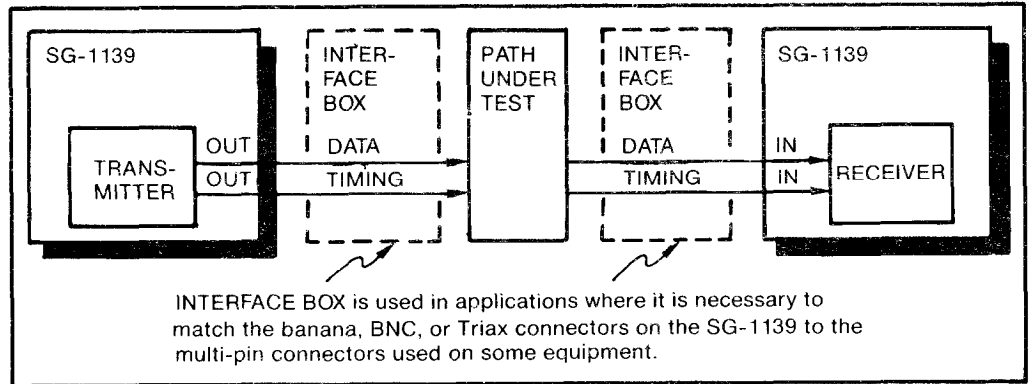 SG-1139
INTER-
FACE
BOX
PATH
UNDER
TEST
INTER-
FACE
BOX
SG-1139
TRANS-
MITTER
OUT
OUT
DATA
TIMING
DATA
TIMING
IN
IN
RECEIVER
INTERFACE BOX is used in applications where it is necessary to
match the banana, BNC, or Triax connectors on the SG-1139 to the
multi-pin connectors used on some equipment.